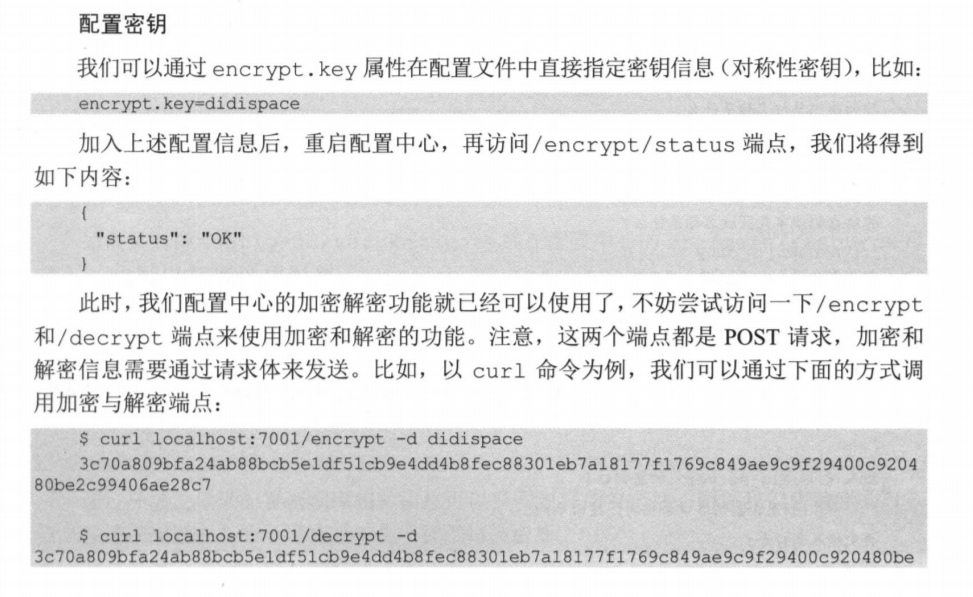 配置密钥
我们可以通过 encrypt.key 属性在配置文件中直接指定密钥信息（对称性密钥），比如：
encrypt.key=didispace
加入上述配置信息后，重启配置中心，再访问/encrypt/status 端点，我们将得到
如下内容：
{
"status": "OK"
}
此时，我们配置中心的加密解密功能就已经可以使用了，不妨尝试访问一下/encrypt
和/decrypt 端点来使用加密和解密的功能。注意，这两个端点都是 POST 请求，加密和
解密信息需要通过请求体来发送。比如，以 curl 命令为例，我们可以通过下面的方式调
用加密与解密端点：
$ curl localhost:7001/encrypt -d didispace
3c70a809bfa24ab88bcb5e1df51cb9e4dd4b8fec88301eb7a18177f1769c849ae9c9f29400c9204
80be2c99406ae28c7
$ curl localhost:7001/decrypt -d
3c70a809bfa24ab88bcb5e1df51cb9e4dd4b8fec88301eb7a18177f1769c849ae9c9f29400c920480be